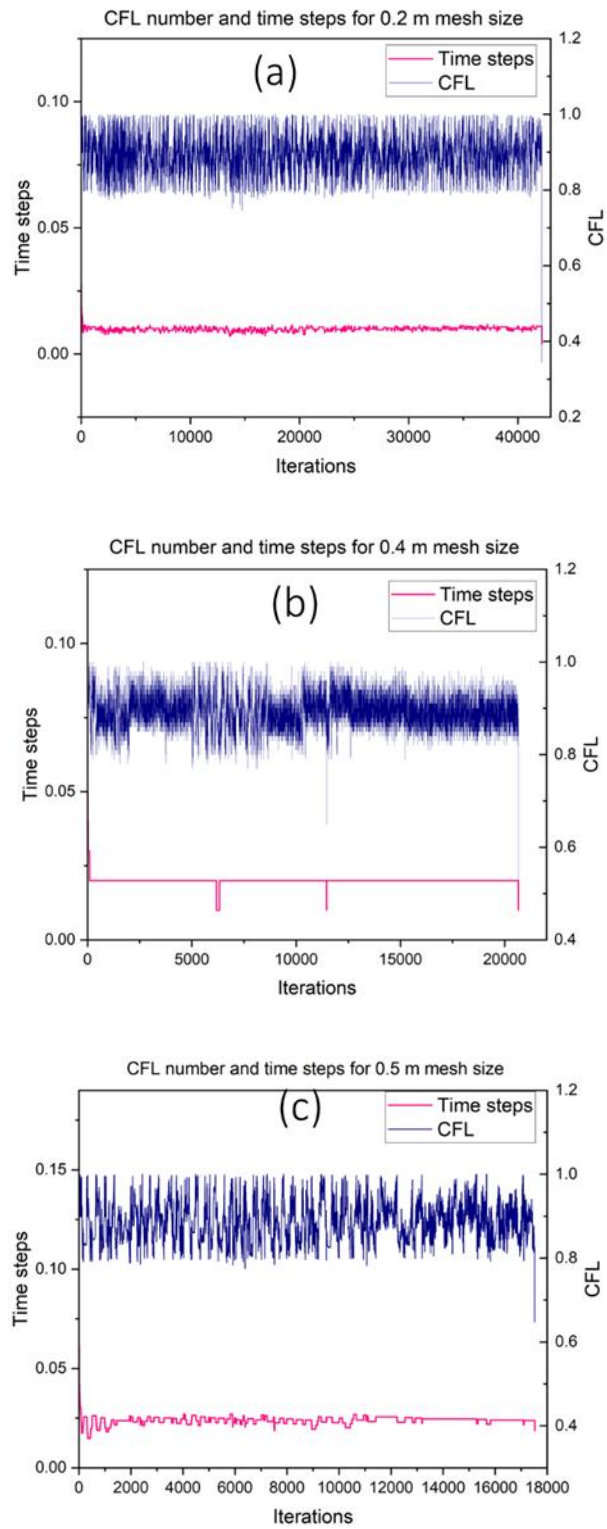 CFL number and time steps for 0.2 m mesh size
(a)
Time steps
CFL
1.2
1.0
0.8
0.6
0.4
0.2
0.10
0.05
0.00
Time steps
CFL
0
10000
20000
30000
40000
Iterations
CFL number and time steps for 0.4 m mesh size
(b)
Time steps
CFL
1.2
1.0
0.8
0.6
0.4
0.10
0.05
0.00
Time steps
CFL
0
5000
10000
15000
20000
Iterations
CFL number and time steps for 0.5 m mesh size
(c)
Time steps
CFL
1.2
1.0
0.8
0.6
0.4
0.15
0.10
0.05
0.00
Time steps
CFL
0
2000
4000
6000
8000
10000
12000
14000
16000
18000
Iterations